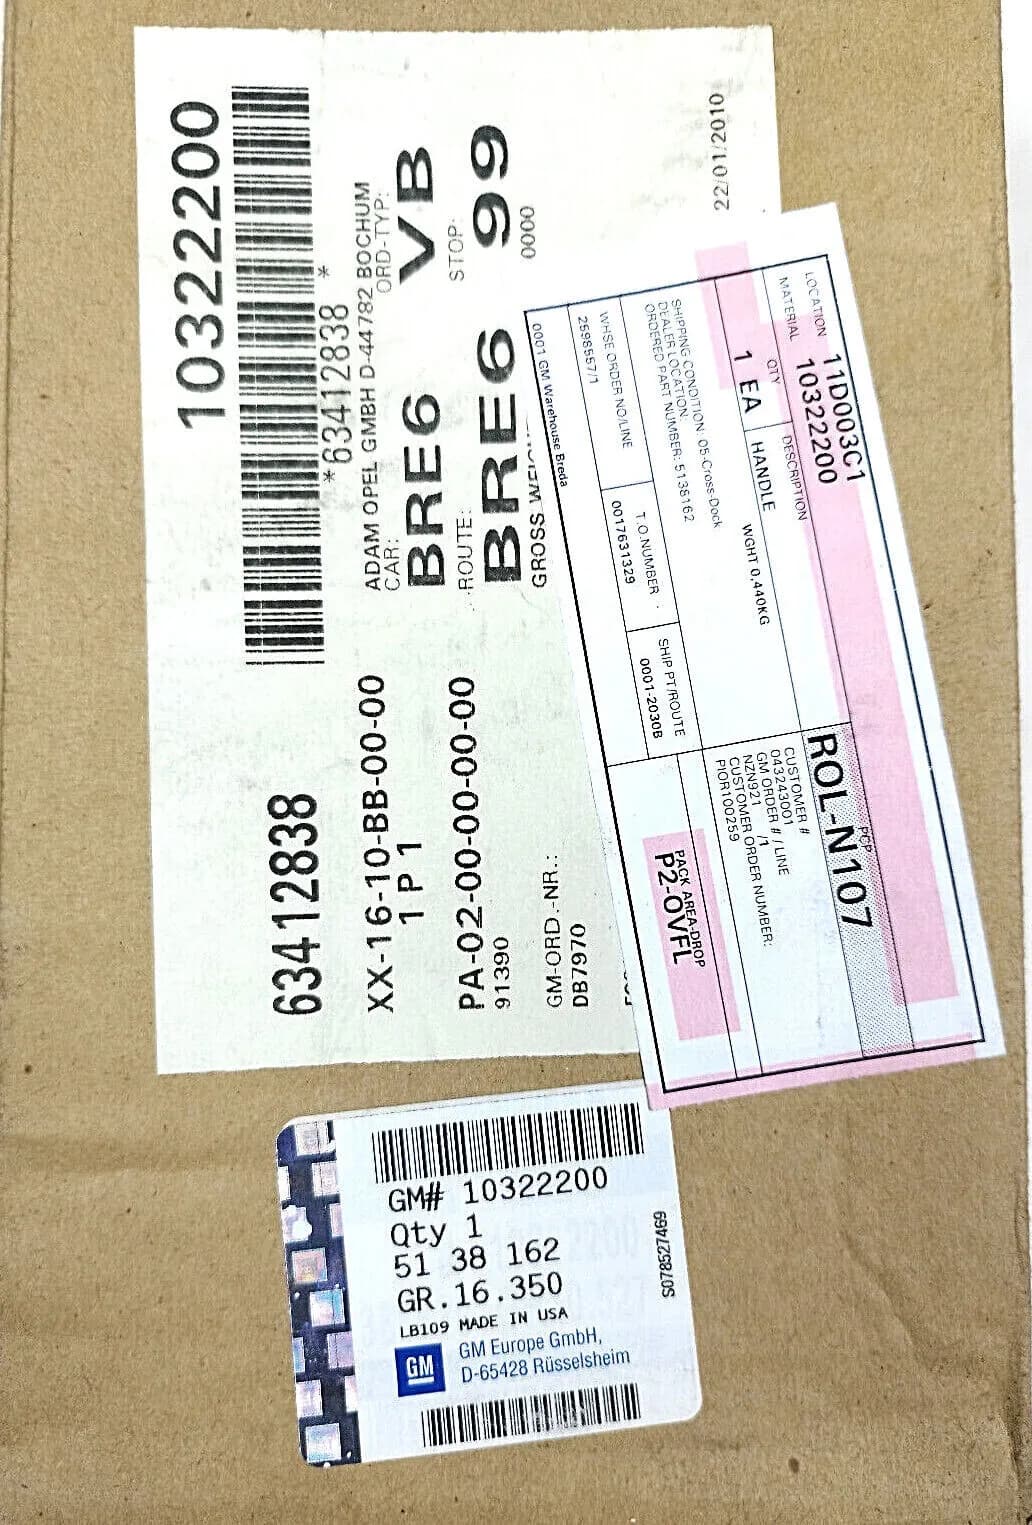 10322200
*63412838*
63412838
ADAM OPEL GMBH D-44782 BOCHUM
CAR:
ORD-TYP:
XX-16-10-BB-00-00
BRE6 VB
1 P 1
ROUTE:
STOP:
PA-02-00-00-00-00
BRE6 99
91390
GROSS
0000
GM-ORD.-NR.:
DB7970
22/01/2010
LOCATION 11D003C1
MATERIAL 10322200
PCP
ROL-N107
QTY
DESCRIPTION
1 EA
HANDLE
WGHT 0,440KG
CUSTOMER #
043243001
GM ORDER # / LINE
NZN921 /1
CUSTOMER ORDER NUMBER:
PIOR100259
SHIPPING CONDITION: 05-Cross-Dock
DEALER LOCATION:
ORDERED PART NUMBER: 5138162
PACK AREA-DROP
P2-OVFL
WHSE ORDER NO/LINE
T.O.NUMBER
SHIP PT/ROUTE
2598557/1
0017631329
0001-2030B
0001 GM Warehouse Breda
GM# 10322200
Qty 1
51 38 162
GR.16.350
LB109 MADE IN USA
GM
GM Europe GmbH,
D-65428 Rüsselsheim
S078527469